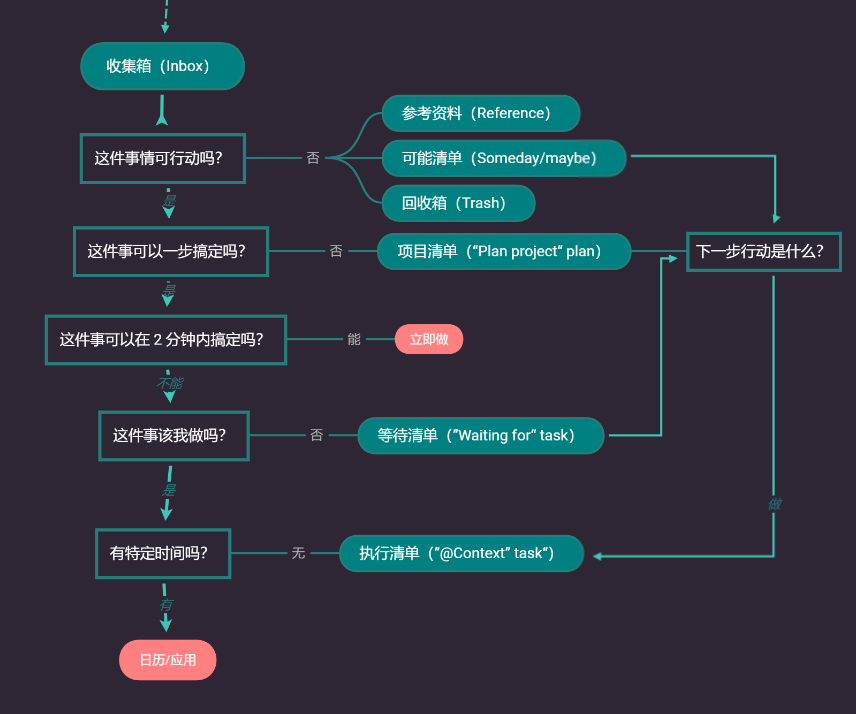 收集箱（Inbox）
参考资料（Reference）
这件事情可行动吗？
否
可能清单（Someday/maybe）
是
回收箱（Trash）
这件事可以一步搞定吗？
否
项目清单（“Plan project“ plan）
下一步行动是什么？
是
这件事可以在 2 分钟内搞定吗？
能
立即做
不能
这件事该我做吗？
否
等待清单（”Waiting for“ task）
是
做
有特定时间吗？
无
执行清单（”@Context” task“）
有
日历/应用